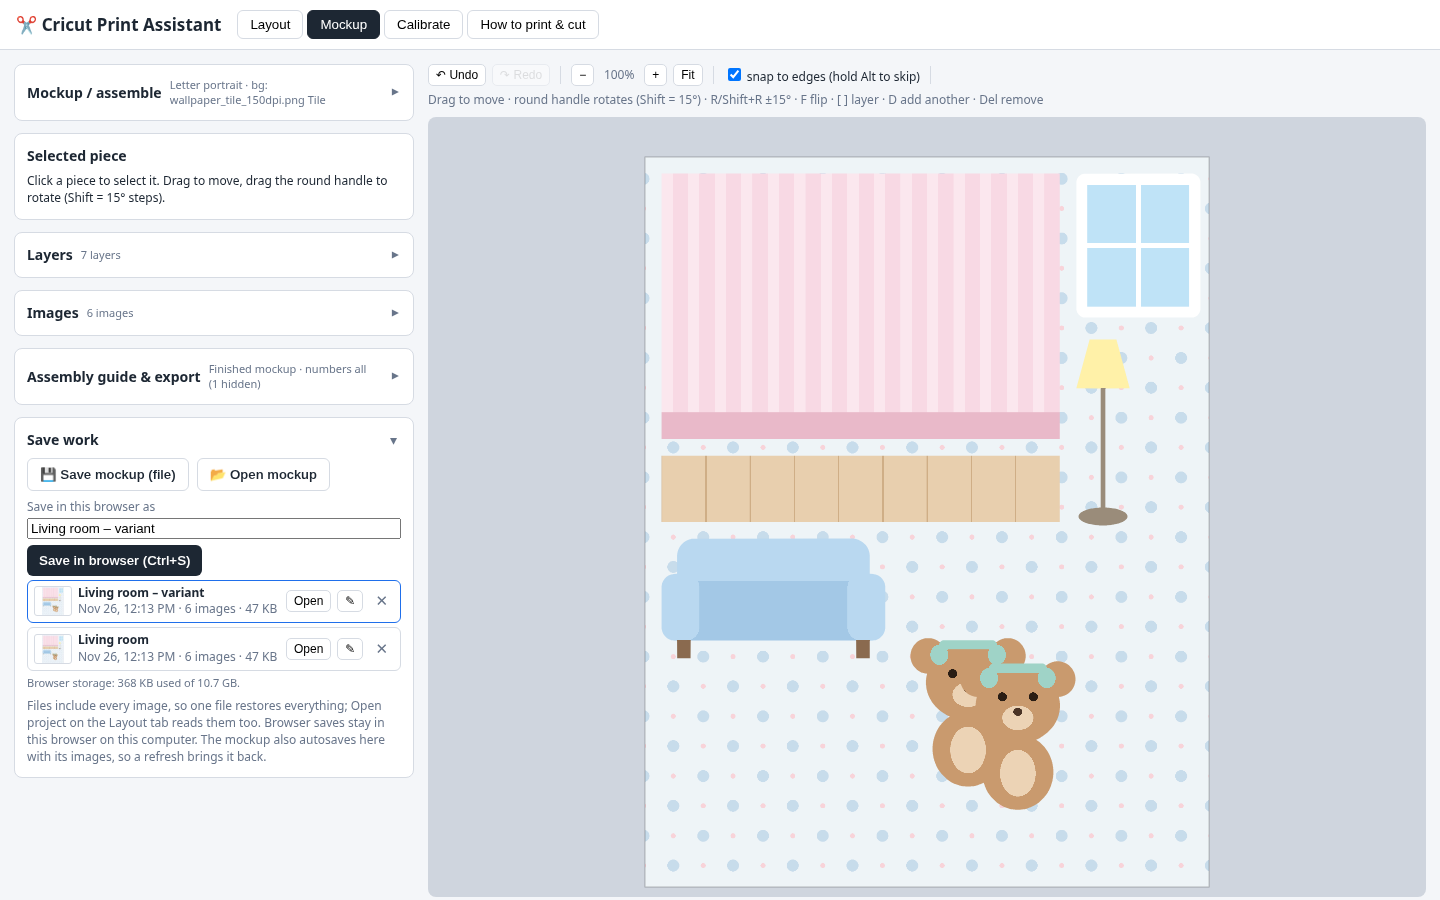 ✂️ Cricut Print Assistant
Layout
Mockup
Calibrate
How to print & cut
Mockup / assemble
Letter portrait · bg:
wallpaper_tile_150dpi.png Tile
▸
Selected piece
Click a piece to select it. Drag to move, drag the round handle to
rotate (Shift = 15° steps).
Layers 7 layers ▸
Images 6 images ▸
Assembly guide & export
Finished mockup · numbers all
(1 hidden)
▸
Save work ▾
💾 Save mockup (file)
📂 Open mockup
Save in this browser as
Living room – variant
Save in browser (Ctrl+S)
Living room – variant
Nov 26, 12:13 PM · 6 images · 47 KB
Open ✎ ✕
Living room
Nov 26, 12:13 PM · 6 images · 47 KB
Open ✎ ✕
Browser storage: 368 KB used of 10.7 GB.
Files include every image, so one file restores everything; Open
project on the Layout tab reads them too. Browser saves stay in
this browser on this computer. The mockup also autosaves here
with its images, so a refresh brings it back.
↶ Undo ↷ Redo − 100% + Fit snap to edges (hold Alt to skip)
Drag to move · round handle rotates (Shift = 15°) · R/Shift+R ±15° · F flip · [ ] layer · D add another · Del remove